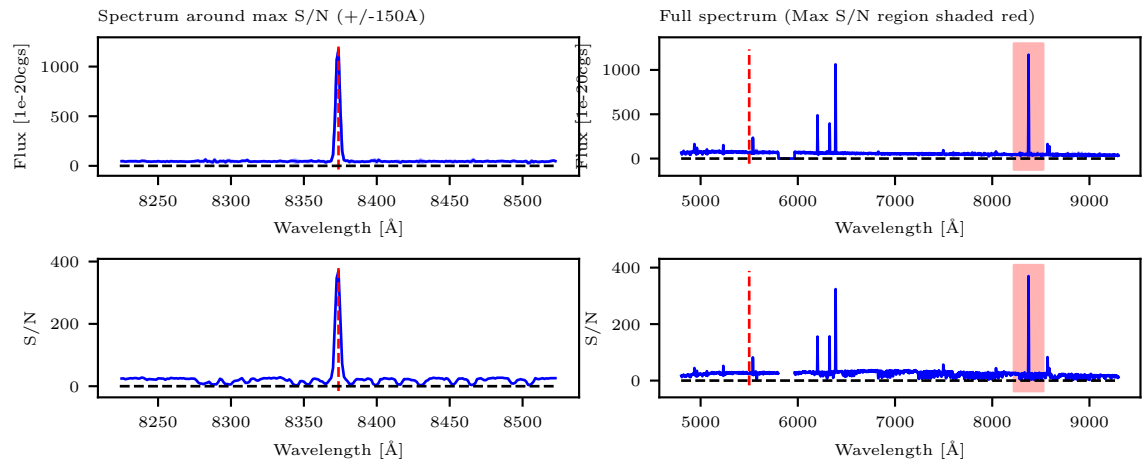 Spectrum around max S/N (+/-150A)
Flux [1e-20cgs]
1000
500
0
8250 8300 8350 8400 8450 8500
Wavelength [Å]
Full spectrum (Max S/N region shaded red)
Flux [1e-20cgs]
1000
500
0
5000 6000 7000 8000 9000
Wavelength [Å]
S/N
400
200
0
8250 8300 8350 8400 8450 8500
Wavelength [Å]
S/N
400
200
0
5000 6000 7000 8000 9000
Wavelength [Å]